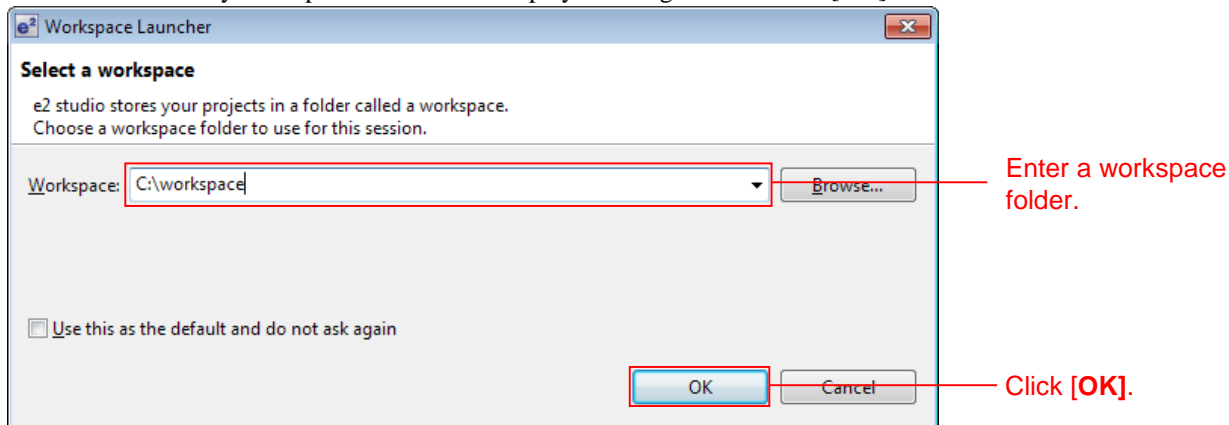 e² Workspace Launcher
Select a workspace
e2 studio stores your projects in a folder called a workspace.
Choose a workspace folder to use for this session.
Workspace: C:\workspace Browse...
Enter a workspace
folder.
Use this as the default and do not ask again
OK Cancel
Click [OK].